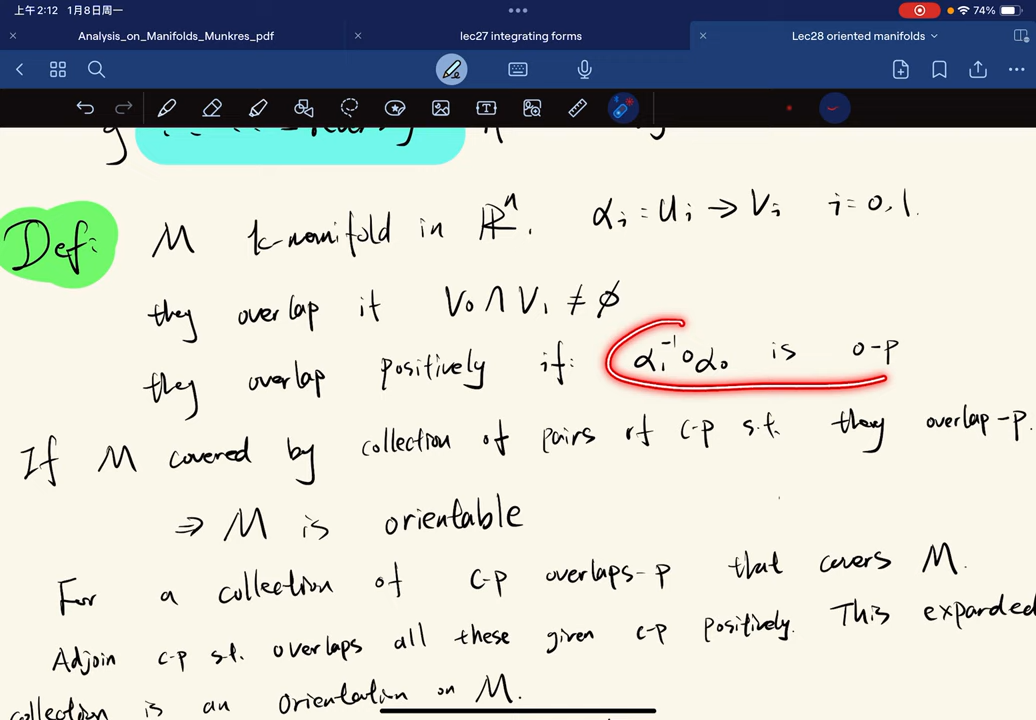 上午2:12 1月8日周一
74%
Analysis_on_Manifolds_Munkres_pdf
lec27 integrating forms
Lec28 oriented manifolds
Def: M k-manifold in ℝⁿ. αᵢ = Uᵢ → Vᵢ i=0,1.
they overlap if V₀ ∩ V₁ ≠ ∅
they overlap positively if: α₁⁻¹∘α₀ is o-p
If M covered by collection of pairs of c-p s.t. they overlap-p.
⇒ M is orientable
For a collection of c-p overlaps-p that covers M.
Adjoin c-p s.t. overlaps all these given c-p positively. This expanded
collection is an orientation on M.